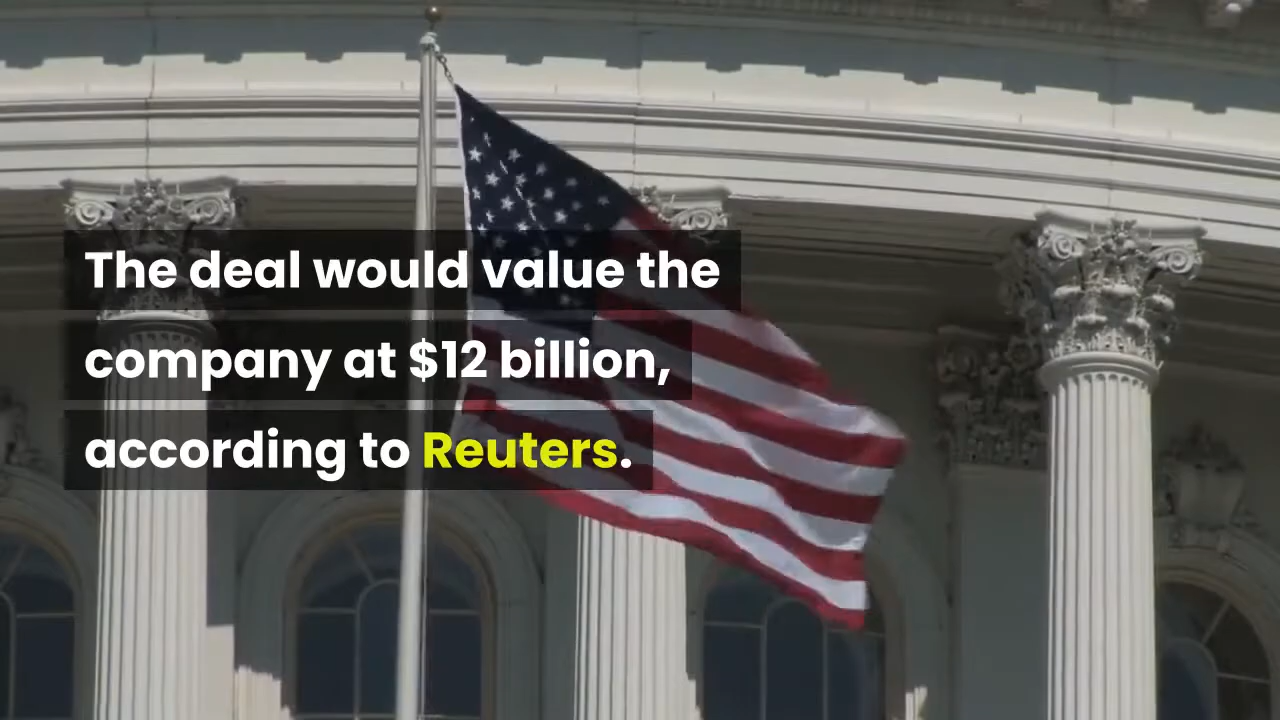 The deal would value the
company at $12 billion,
according to Reuters.